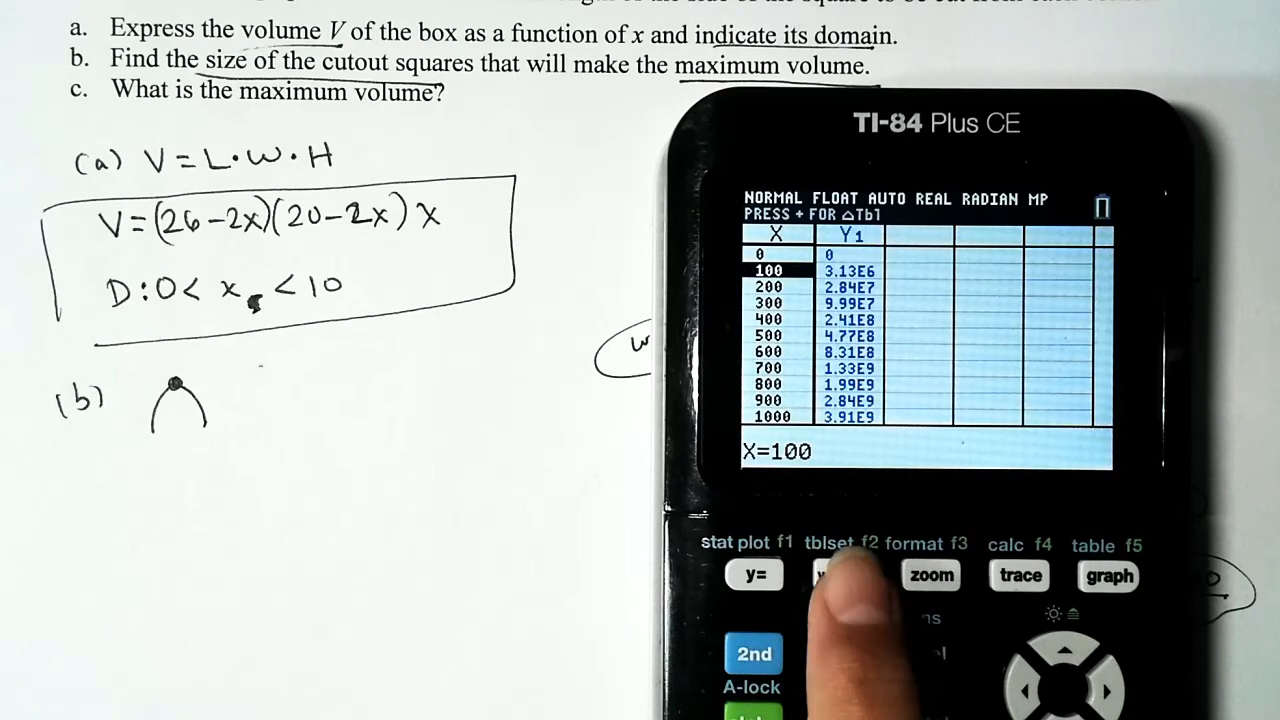 a. Express the volume V of the box as a function of x and indicate its domain.
b. Find the size of the cutout squares that will make the maximum volume.
c. What is the maximum volume?
(a) V=L·W·H
V=(26-2x)(20-2x)x
D:0< x < 10
(b)
W
TI-84 Plus CE
NORMAL FLOAT AUTO REAL RADIAN MP
PRESS + FOR △Tbl
X Y1
0 0
100 3.13E6
200 2.84E7
300 9.99E7
400 2.41E8
500 4.77E8
600 8.31E8
700 1.33E9
800 1.99E9
900 2.84E9
1000 3.91E9
X=100
stat plot f1 tblset f2 format f3 calc f4 table f5
y= zoom trace graph
2nd
A-lock